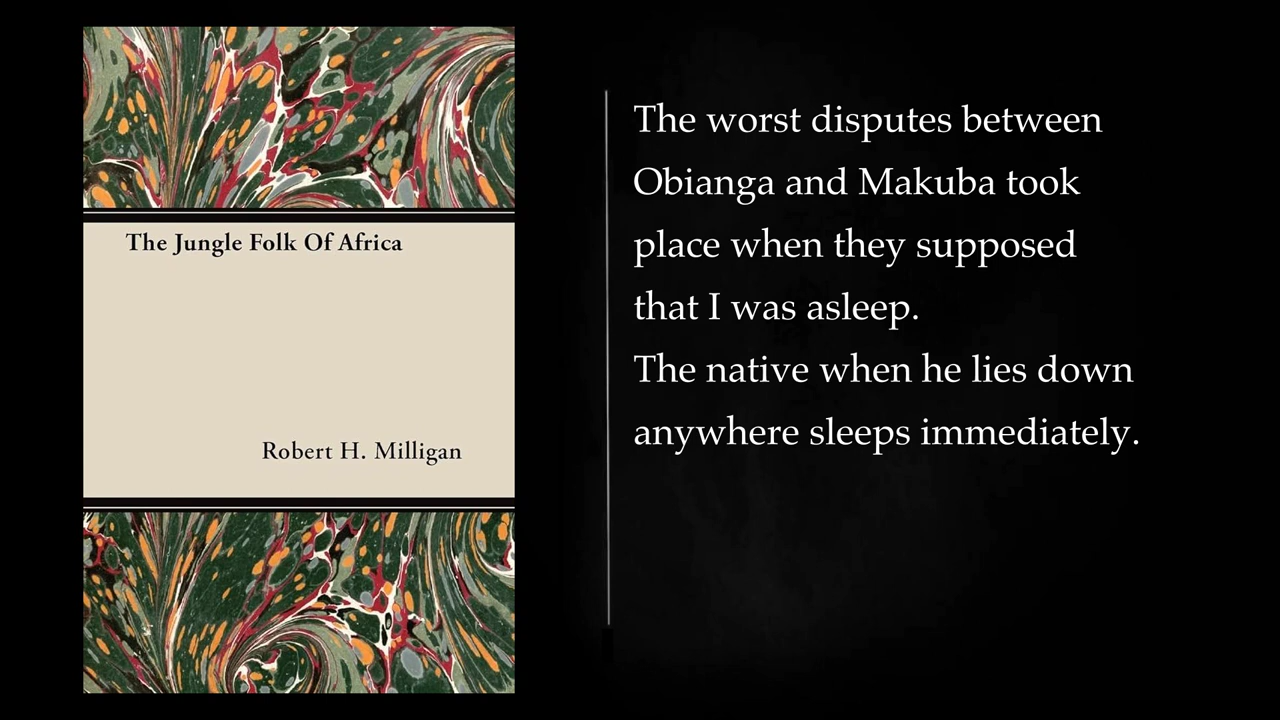 The Jungle Folk Of Africa
Robert H. Milligan
The worst disputes between
Obianga and Makuba took
place when they supposed
that I was asleep.
The native when he lies down
anywhere sleeps immediately.